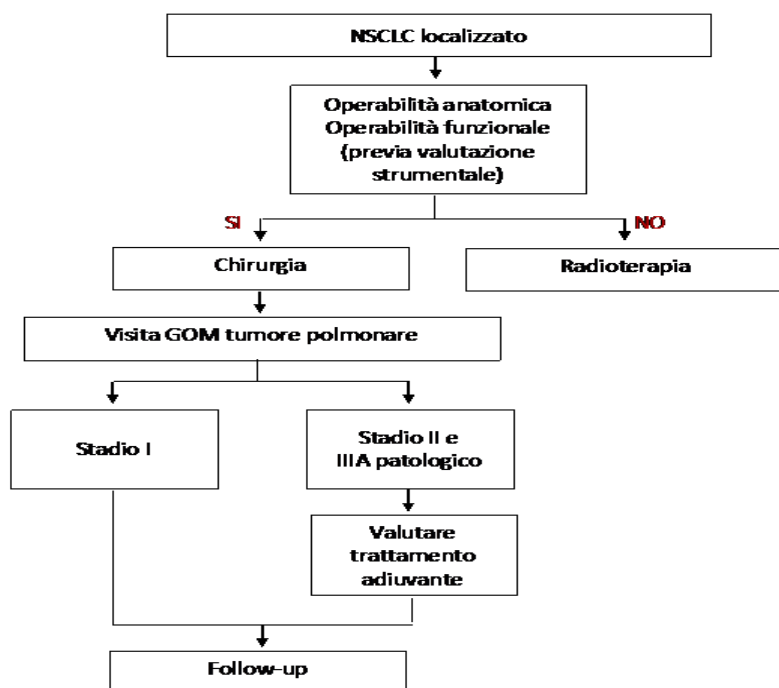 NSCLC localizzato
Operabilità anatomica
Operabilità funzionale
(previa valutazione
strumentale)
SI
NO
Chirurgia
Radioterapia
Visita GOM tumore polmonare
Stadio I
Stadio II e
IIIA patologico
Valutare
trattamento
adiuvante
Follow-up